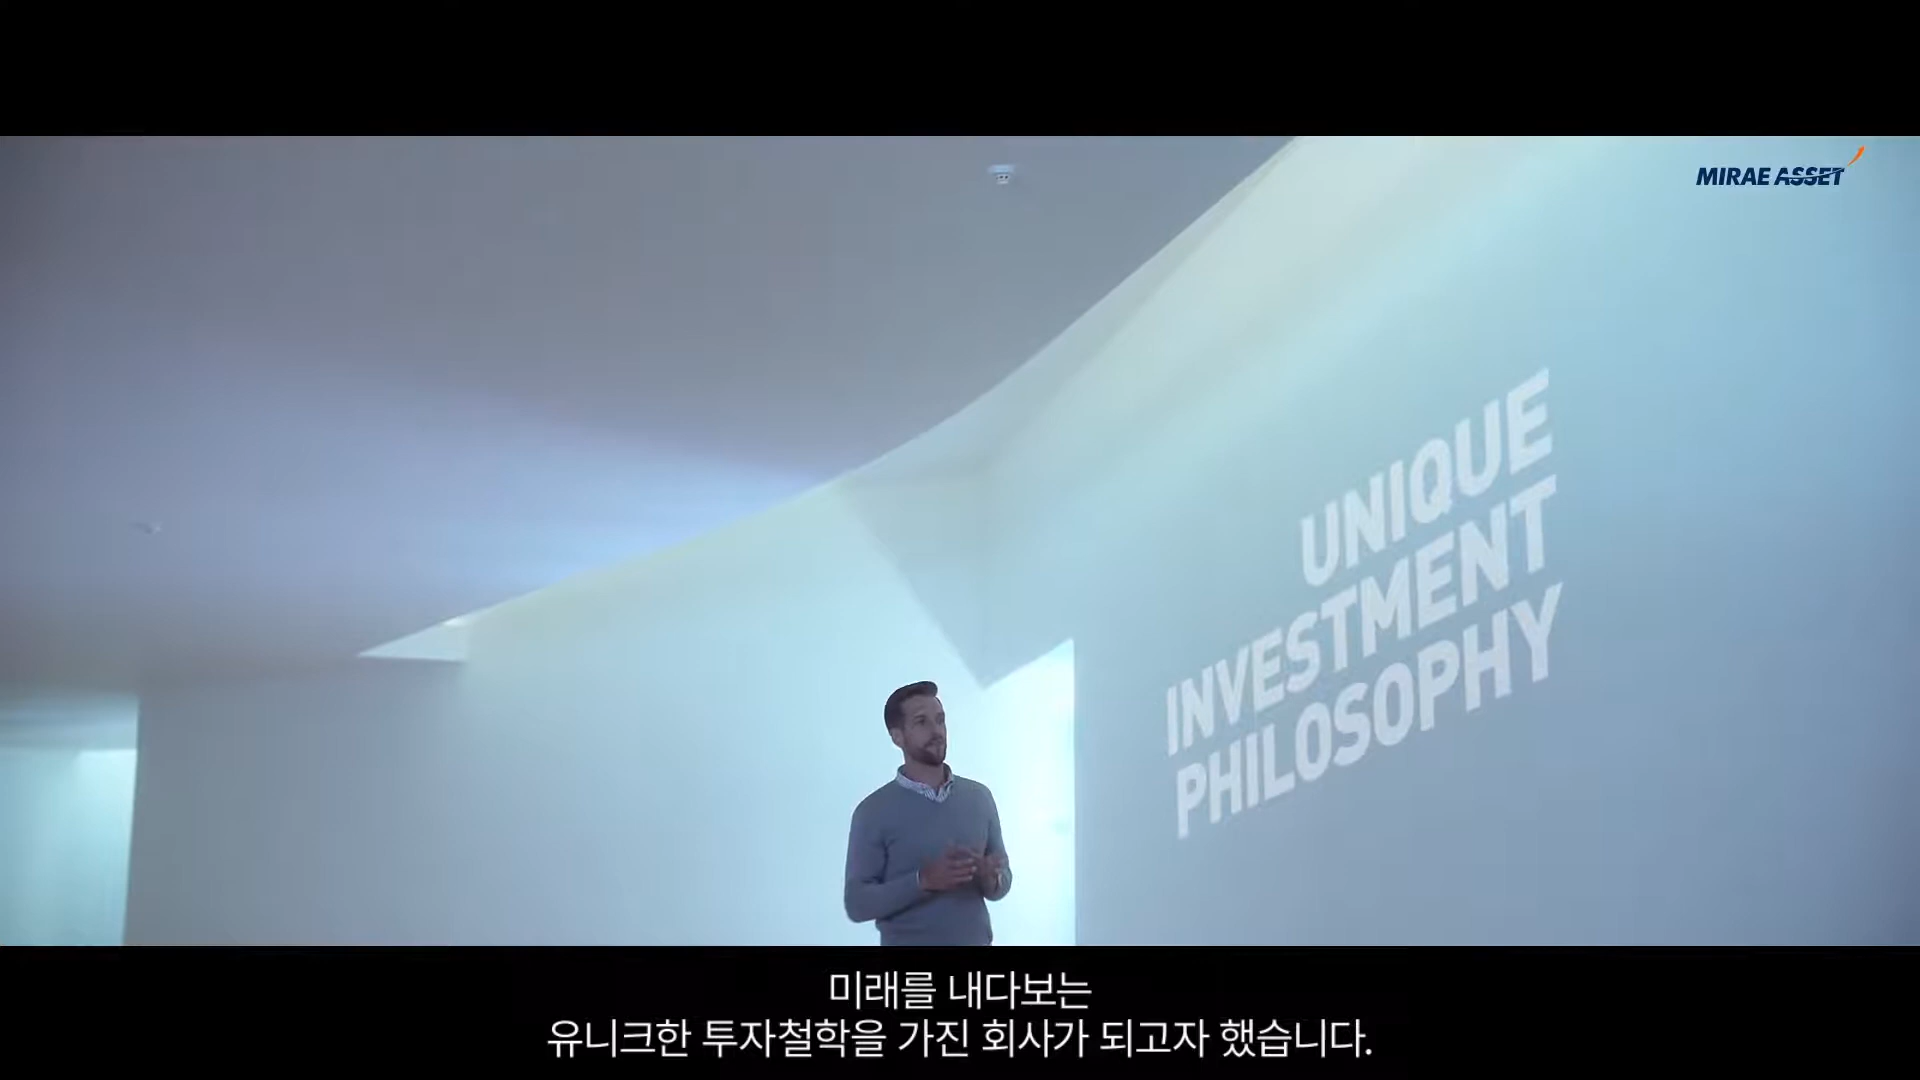 MIRAE ASSET
UNIQUE
INVESTMENT
PHILOSOPHY
미래를 내다보는
유니크한 투자철학을 가진 회사가 되고자 했습니다.